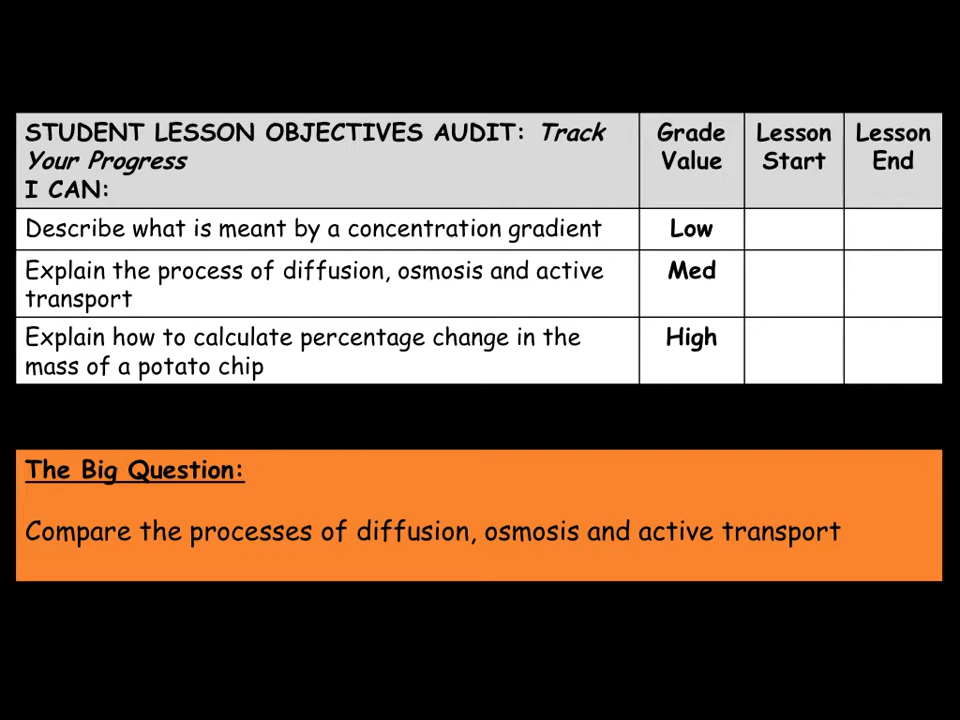 STUDENT LESSON OBJECTIVES AUDIT: Track
Your Progress
I CAN:
Grade
Value
Lesson
Start
Lesson
End
Describe what is meant by a concentration gradient
Low
Explain the process of diffusion, osmosis and active
transport
Med
Explain how to calculate percentage change in the
mass of a potato chip
High
The Big Question:
Compare the processes of diffusion, osmosis and active transport